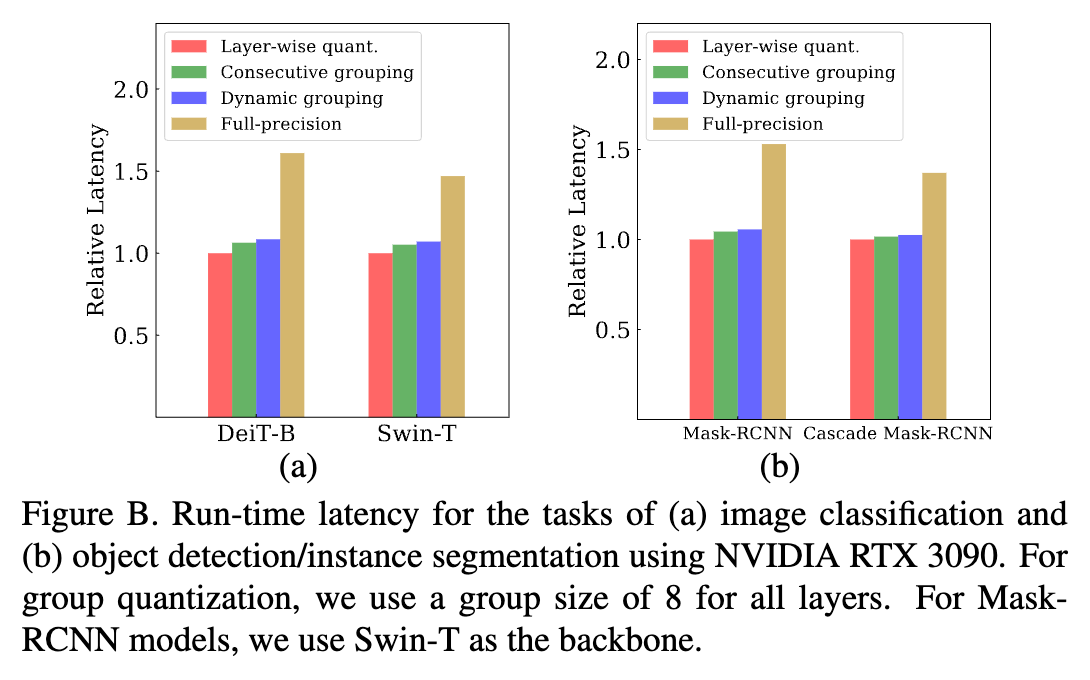 Layer-wise quant.
Consecutive grouping
Dynamic grouping
Full-precision
2.0
1.5
1.0
0.5
Relative Latency
DeiT-B
Swin-T
(a)
Layer-wise quant.
Consecutive grouping
Dynamic grouping
Full-precision
2.0
1.5
1.0
0.5
Relative Latency
Mask-RCNN
Cascade Mask-RCNN
(b)
Figure B. Run-time latency for the tasks of (a) image classification and
(b) object detection/instance segmentation using NVIDIA RTX 3090. For
group quantization, we use a group size of 8 for all layers. For Mask-
RCNN models, we use Swin-T as the backbone.